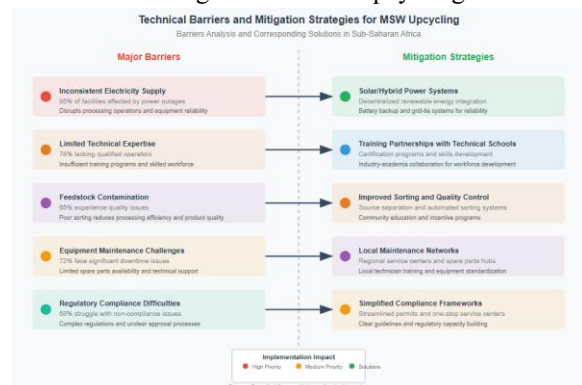 Technical Barriers and Mitigation Strategies for MSW Upcycling
Barriers Analysis and Corresponding Solutions in Sub-Saharan Africa
Major Barriers
Mitigation Strategies
Inconsistent Electricity Supply
85% of facilities affected by power outages
Disrupts processing operations and equipment reliability
Solar/Hybrid Power Systems
Decentralized renewable energy integration
Battery backup and grid-tie systems for reliability
Limited Technical Expertise
78% lacking qualified operators
Insufficient training programs and skilled workforce
Training Partnerships with Technical Schools
Certification programs and skills development
Industry-academia collaboration for workforce development
Feedstock Contamination
experience quality issues
Poor sorting reduces processing efficiency and product quality
Improved Sorting and Quality Control
Source separation and automated sorting systems
Community education and incentive programs
Equipment Maintenance Challenges
72% face significant downtime issues
Limited spare parts availability and technical support
Local Maintenance Networks
Regional service centers and spare parts hubs
Local technician training and equipment standardization
Regulatory Compliance Difficulties
struggle with non-compliance issues
Complex regulations and unclear approval processes
Simplified Compliance Frameworks
Streamlined permits and one-stop service centers
Clear guidelines and regulatory capacity building
Implementation Impact
High Priority
Medium Priority
Solutions